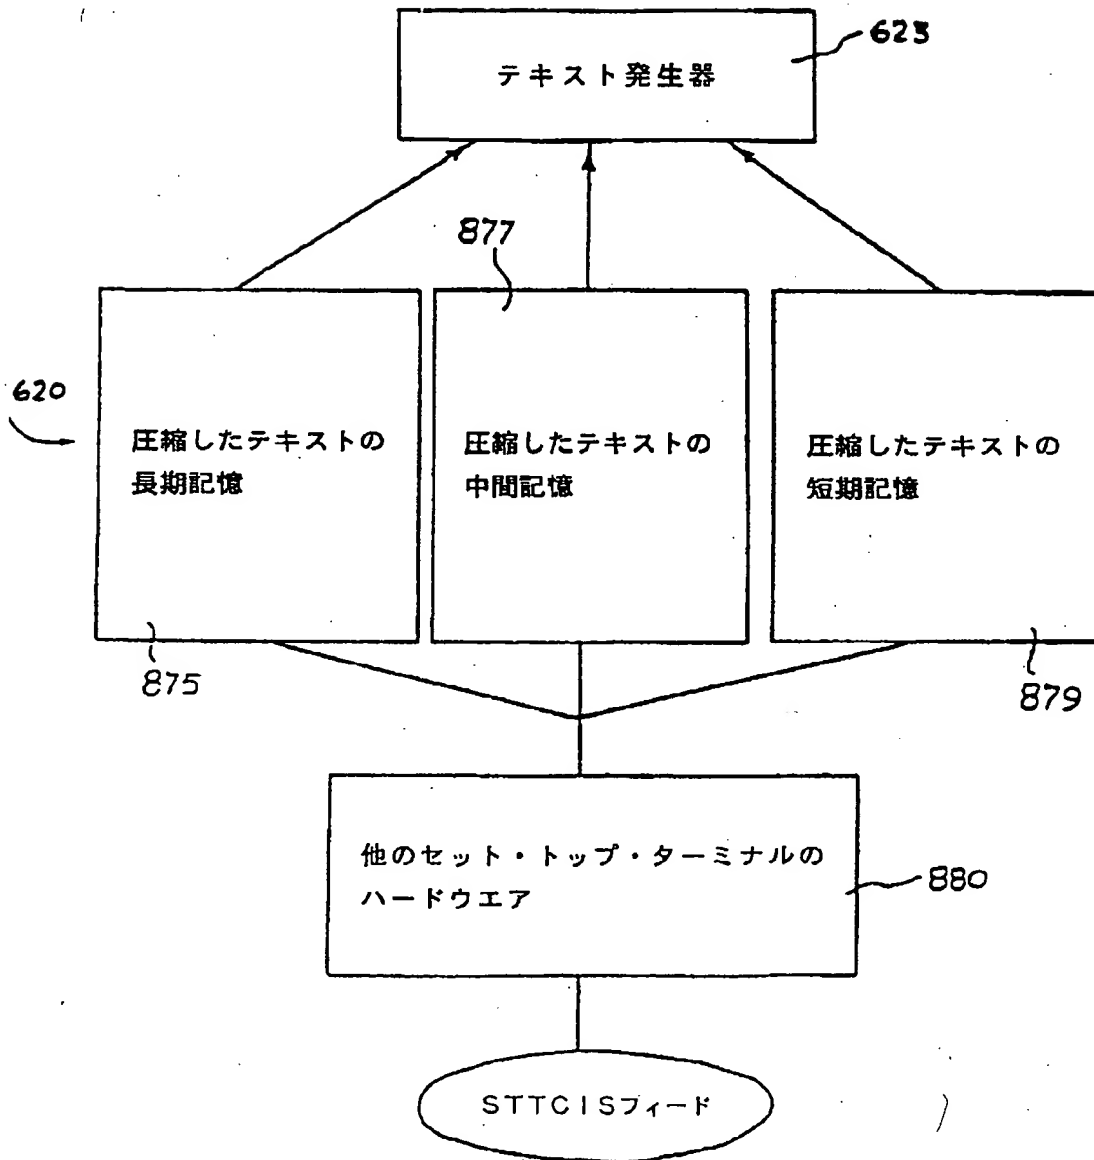 623
テキスト発生器
877
620
圧縮したテキストの
長期記憶
圧縮したテキストの
中間記憶
圧縮したテキストの
短期記憶
875
879
他のセット・トップ・ターミナルの
ハードウエア
880
STTCISフィード